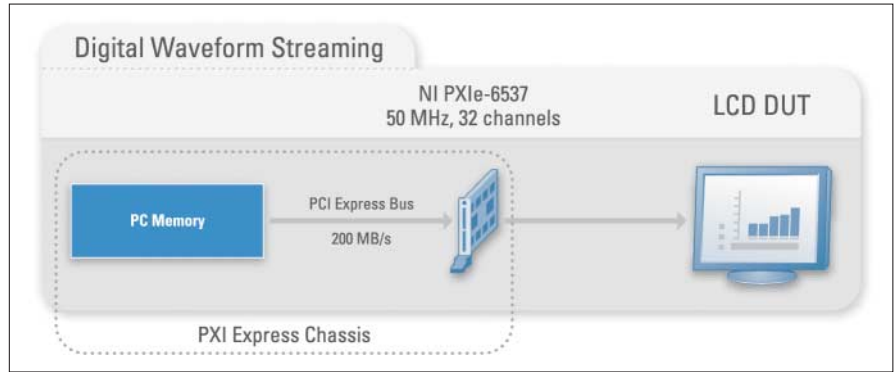 Digital Waveform Streaming
NI PXIe-6537
50 MHz, 32 channels
LCD DUT
PC Memory
PCI Express Bus
200 MB/s
PXI Express Chassis